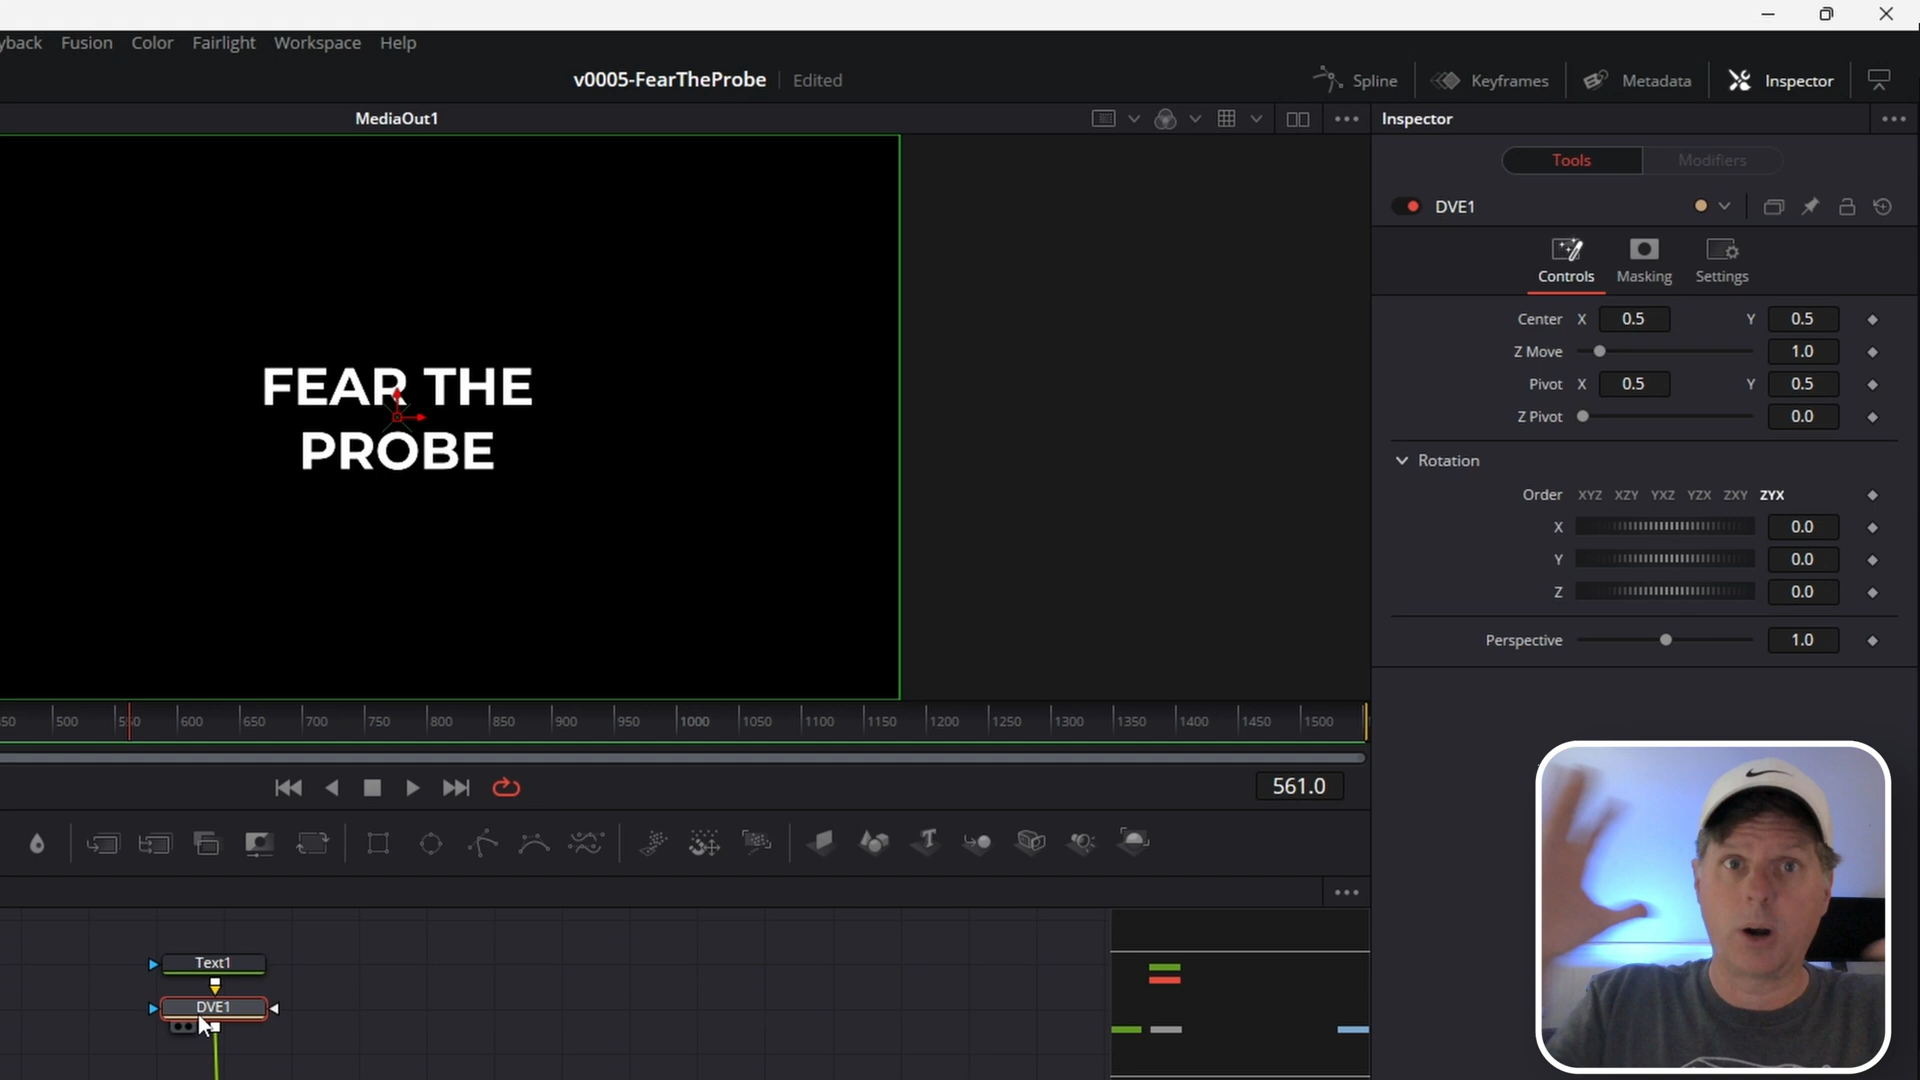 yback Fusion Color Fairlight Workspace Help
v0005-FearTheProbe Edited
Spline Keyframes Metadata Inspector
MediaOut1
Inspector
Tools Modifiers
DVE1
Controls Masking Settings
Center X 0.5 Y 0.5
Z Move 1.0
Pivot X 0.5 Y 0.5
Z Pivot 0.0
Rotation
Order XYZ XZY YXZ YZX ZXY ZYX
X 0.0
Y 0.0
Z 0.0
Perspective 1.0
FEAR THE
PROBE
50 500 550 600 650 700 750 800 850 900 950 1000 1050 1100 1150 1200 1250 1300 1350 1400 1450 1500
561.0
Text1
DVE1